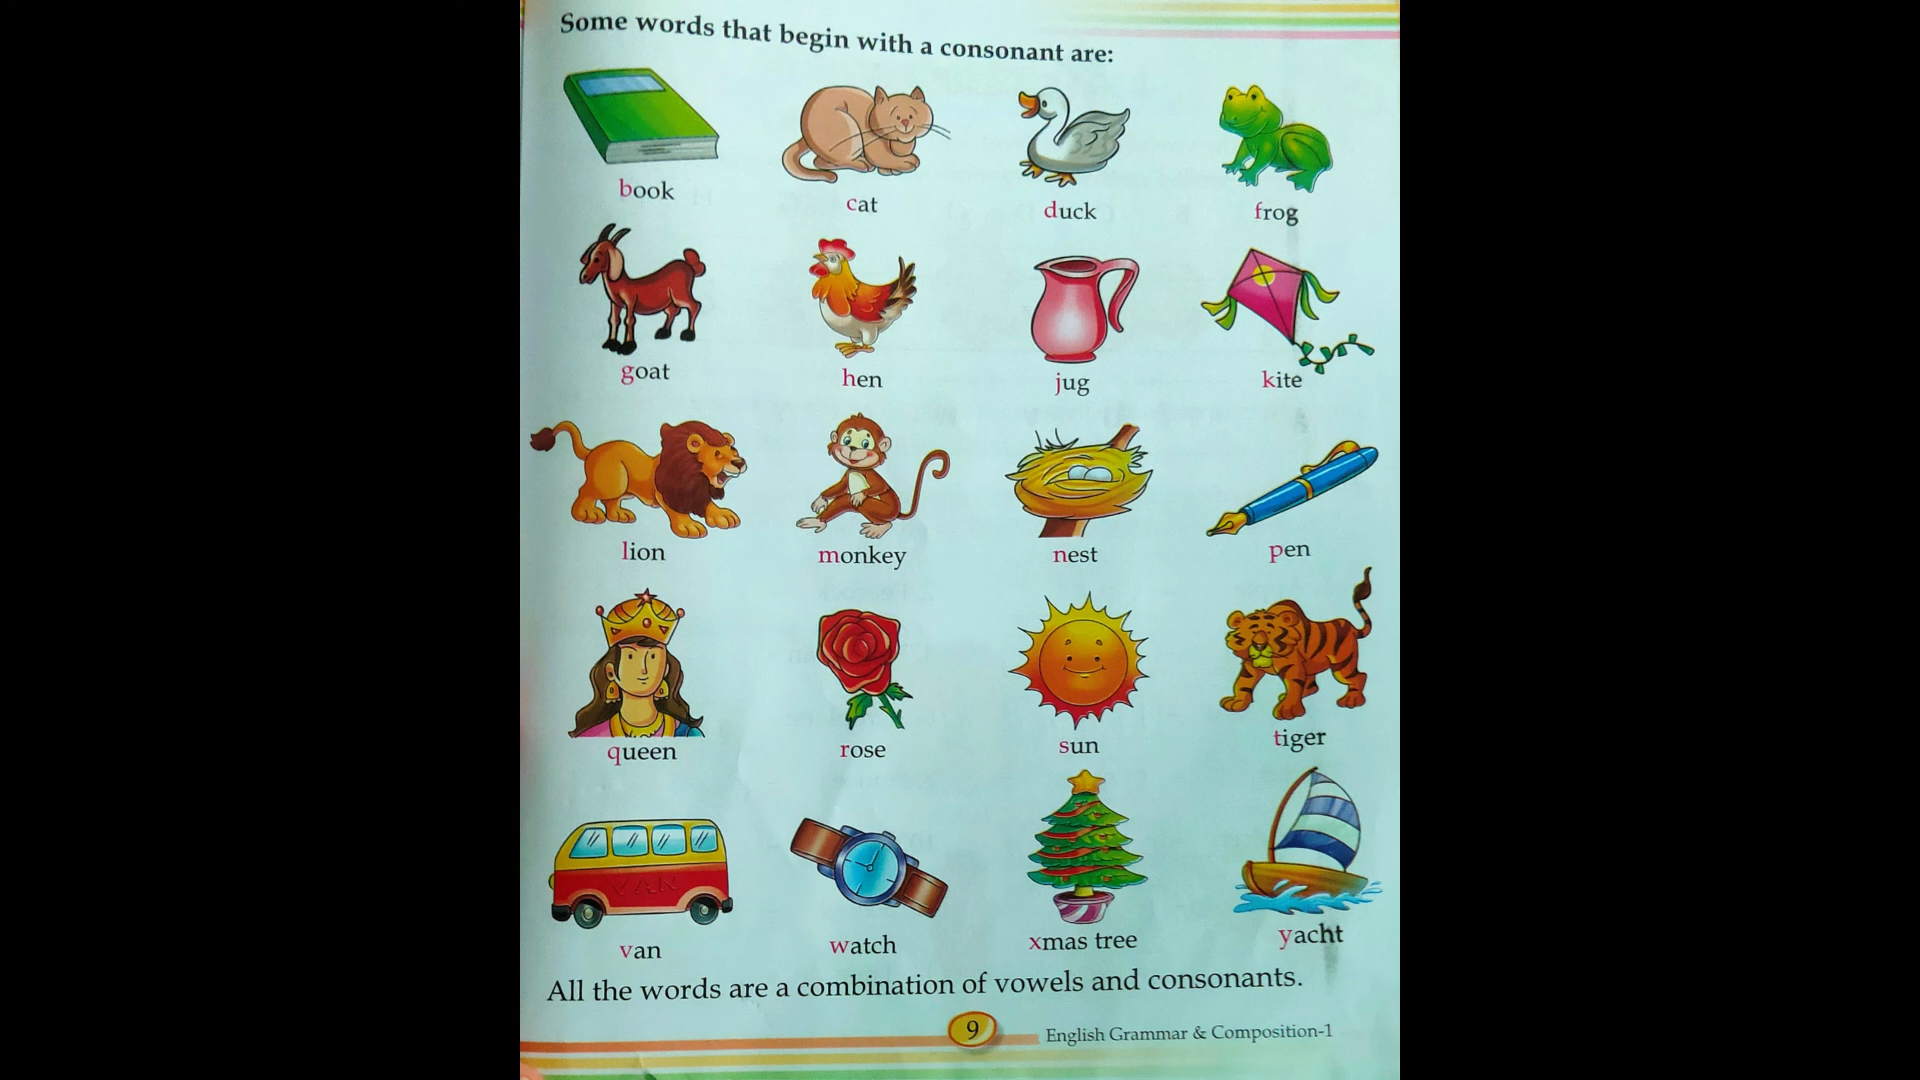 Some words that begin with a consonant are:
book cat duck frog
goat hen jug kite
lion monkey nest pen
queen rose sun tiger
VAN
van watch xmas tree yacht
All the words are a combination of vowels and consonants.
9 English Grammar & Composition-1